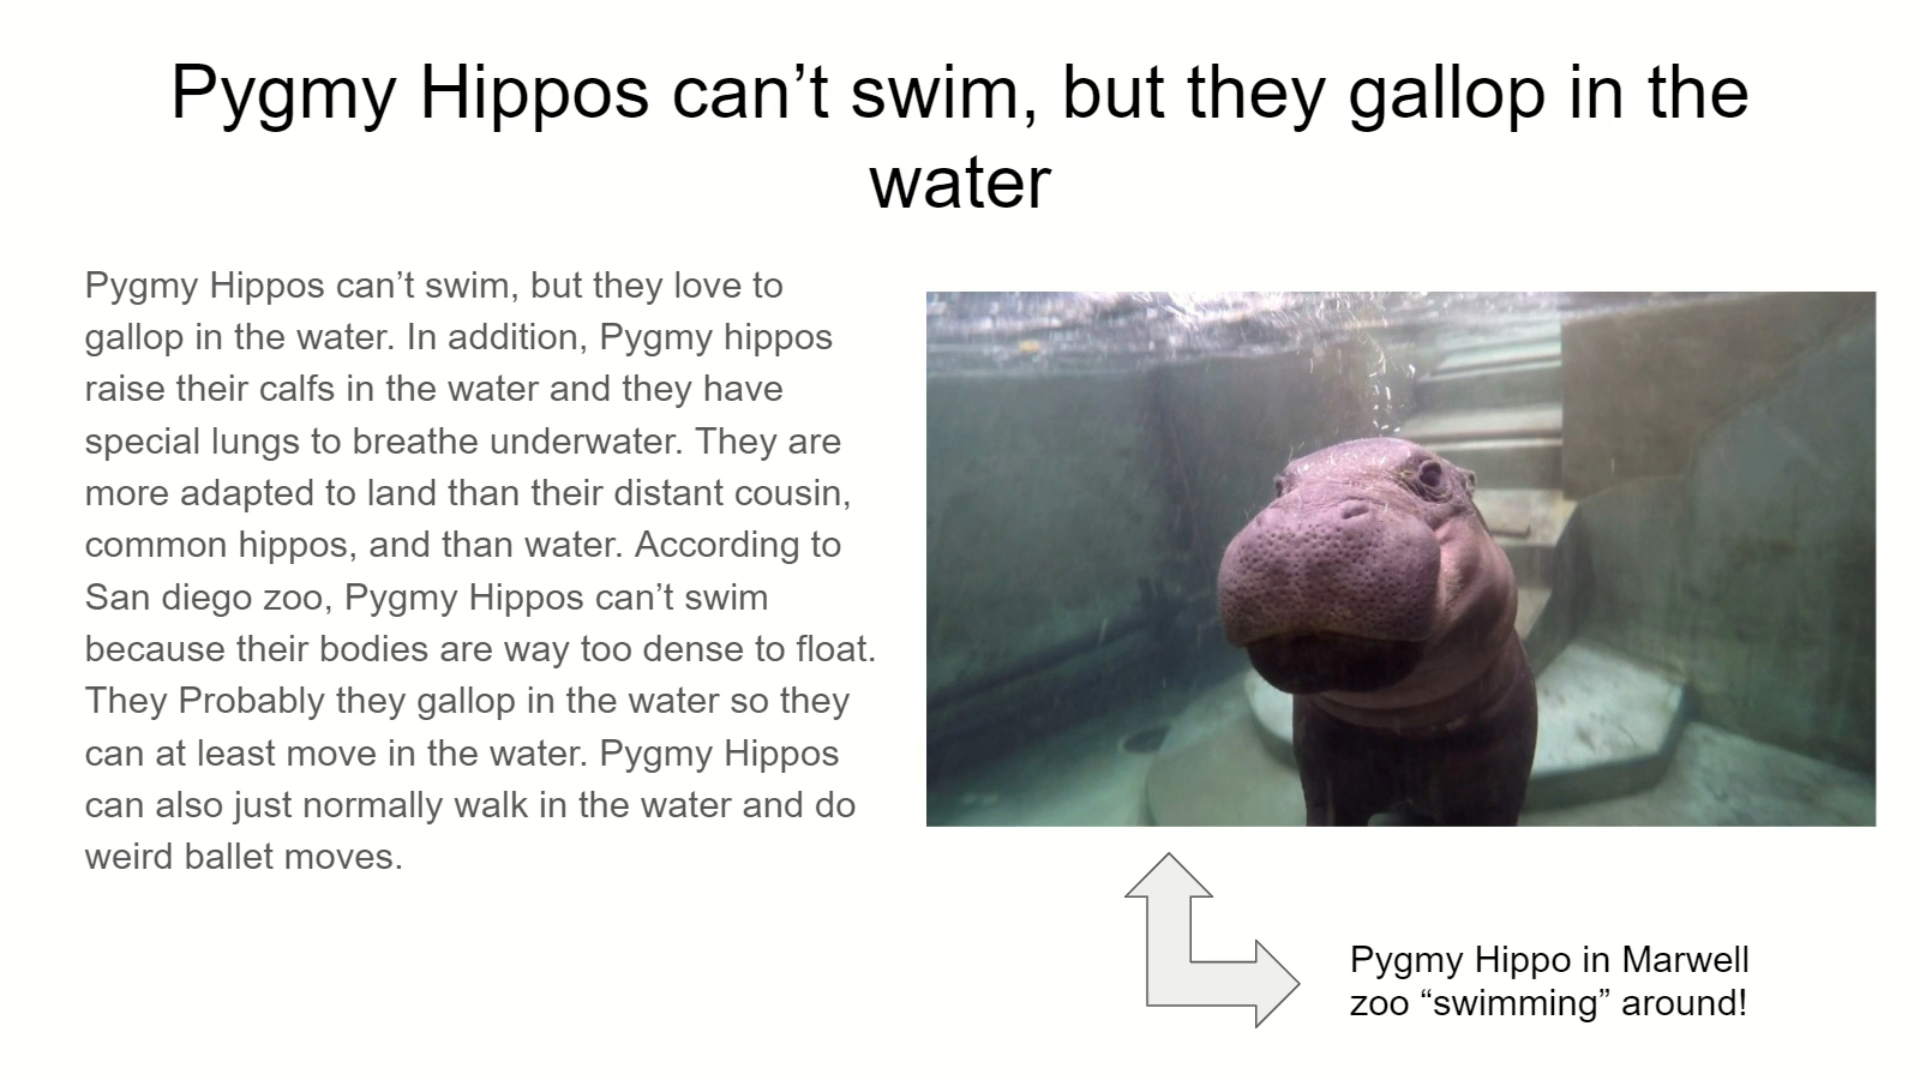 Pygmy Hippos can’t swim, but they gallop in the
water
Pygmy Hippos can’t swim, but they love to
gallop in the water. In addition, Pygmy hippos
raise their calfs in the water and they have
special lungs to breathe underwater. They are
more adapted to land than their distant cousin,
common hippos, and than water. According to
San diego zoo, Pygmy Hippos can’t swim
because their bodies are way too dense to float.
They Probably they gallop in the water so they
can at least move in the water. Pygmy Hippos
can also just normally walk in the water and do
weird ballet moves.
Pygmy Hippo in Marwell
zoo “swimming” around!